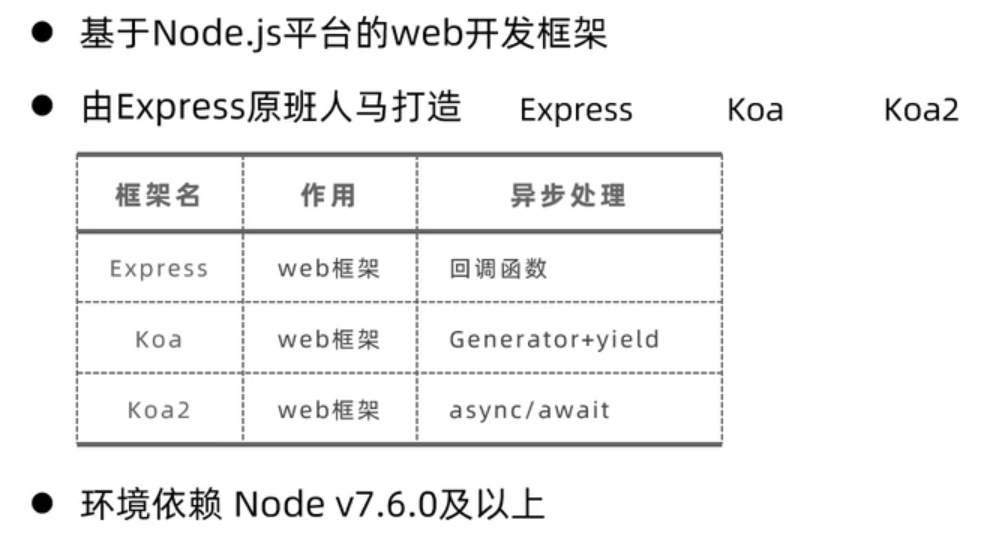 ● 基于Node.js平台的web开发框架
● 由Express原班人马打造 Express Koa Koa2
框架名 作用 异步处理
Express web框架 回调函数
Koa web框架 Generator+yield
Koa2 web框架 async/await
● 环境依赖 Node v7.6.0及以上